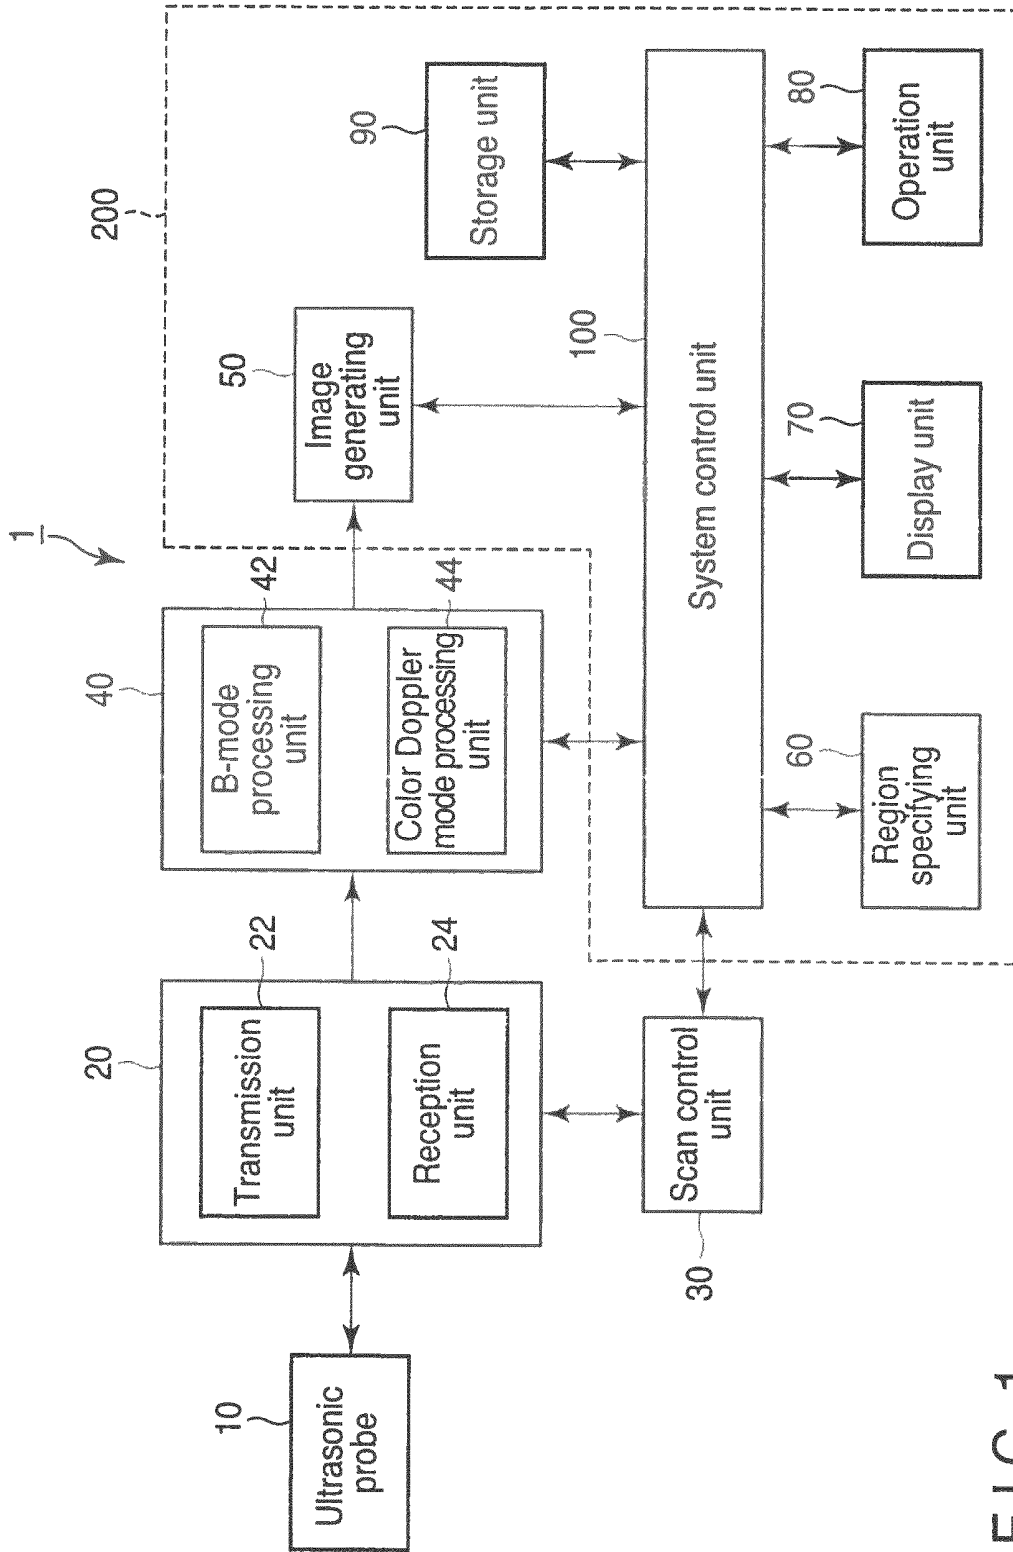 1
200
10
Ultrasonic
probe
20
22
Transmission
unit
24
Reception
unit
30
Scan control
unit
40
42
B-mode
processing
unit
44
Color Doppler
mode processing
unit
50
Image
generating
unit
90
Storage unit
100
System control unit
60
Region
specifying
unit
70
Display unit
80
Operation
unit